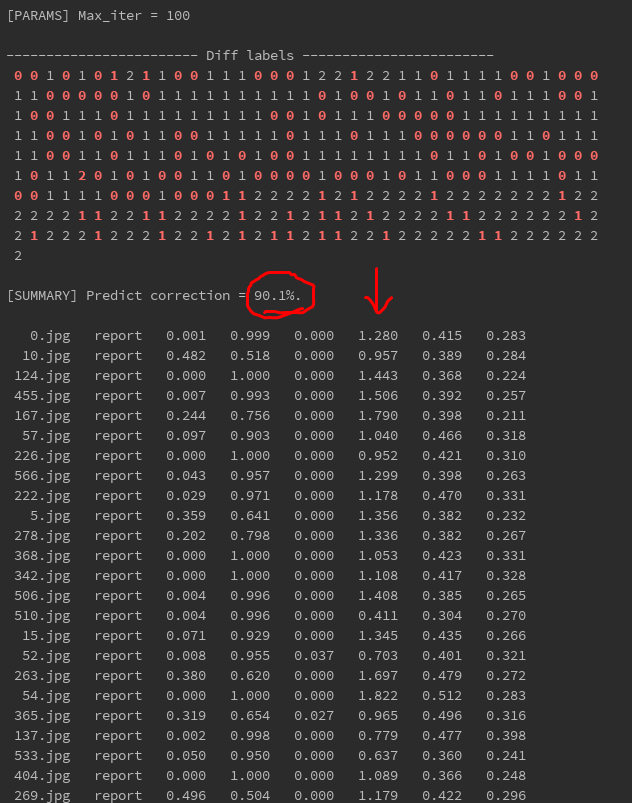 [PARAMS] Max_iter = 100
------------------------ Diff labels ------------------------
0 0 1 0 1 0 1 2 1 1 0 0 1 1 1 0 0 0 1 2 2 1 2 2 1 1 0 1 1 1 1 0 0 1 0 0 0
1 1 0 0 0 0 0 1 0 1 1 1 1 1 1 1 1 1 1 0 1 0 0 1 0 1 1 0 1 1 0 1 1 1 0 0 1
1 0 0 1 1 1 0 1 1 1 0 1 0 0 1 1 1 1 0 1 1 1 0 0 0 0 0 1 1 1 1 1 1 1 1 1 1
1 1 0 0 1 0 1 0 1 1 0 0 1 1 1 1 1 1 1 1 0 1 1 1 0 0 0 0 0 0 0 1 1 0 1 1 1
1 1 0 0 1 1 0 1 1 1 0 1 0 1 0 1 0 0 1 1 1 1 1 1 1 1 0 1 1 0 1 0 1 1 0 0 0
1 0 1 1 2 0 1 0 1 0 0 1 1 0 1 0 0 0 0 0 1 1 0 1 1 0 1 1 0 0 0 1 1 1 1 0 1
0 0 1 1 1 1 0 0 0 1 0 0 0 1 1 2 2 2 2 1 2 1 2 2 2 2 1 2 2 2 2 2 2 2 1 2 2
2 2 2 2 1 1 2 2 1 1 2 2 2 1 2 1 2 1 1 2 1 2 1 2 2 2 2 1 1 2 2 2 2 2 2 1 2
2 1 2 2 2 1 2 2 2 1 2 2 1 2 1 2 1 1 2 1 2 2 2 1 2 2 2 2 2 1 1 2 2 2 2 2 2
2
[SUMMARY] Predict correction = 90.1%.
0.jpg report 0.001 0.999 0.000 1.280 0.415 0.283
10.jpg report 0.482 0.518 0.000 0.957 0.389 0.284
124.jpg report 0.000 1.000 0.000 1.443 0.368 0.224
455.jpg report 0.007 0.993 0.000 1.506 0.392 0.257
167.jpg report 0.244 0.756 0.000 1.790 0.398 0.211
57.jpg report 0.097 0.903 0.000 1.040 0.466 0.318
226.jpg report 0.000 1.000 0.000 0.952 0.421 0.310
566.jpg report 0.043 0.957 0.000 1.299 0.398 0.263
222.jpg report 0.029 0.971 0.000 1.178 0.470 0.331
5.jpg report 0.359 0.641 0.000 1.356 0.382 0.232
278.jpg report 0.202 0.798 0.000 1.336 0.382 0.267
368.jpg report 0.000 1.000 0.000 1.053 0.423 0.331
342.jpg report 0.000 1.000 0.000 1.108 0.417 0.328
506.jpg report 0.004 0.996 0.000 1.408 0.385 0.265
510.jpg report 0.004 0.996 0.000 0.411 0.304 0.270
15.jpg report 0.071 0.929 0.000 1.345 0.435 0.266
52.jpg report 0.008 0.955 0.037 0.703 0.401 0.321
263.jpg report 0.380 0.620 0.000 1.697 0.479 0.272
54.jpg report 0.000 1.000 0.000 1.822 0.512 0.283
365.jpg report 0.319 0.654 0.027 0.965 0.496 0.316
137.jpg report 0.002 0.998 0.000 0.779 0.477 0.398
533.jpg report 0.050 0.950 0.000 0.637 0.360 0.241
404.jpg report 0.000 1.000 0.000 1.089 0.366 0.248
269.jpg report 0.496 0.504 0.000 1.179 0.422 0.296